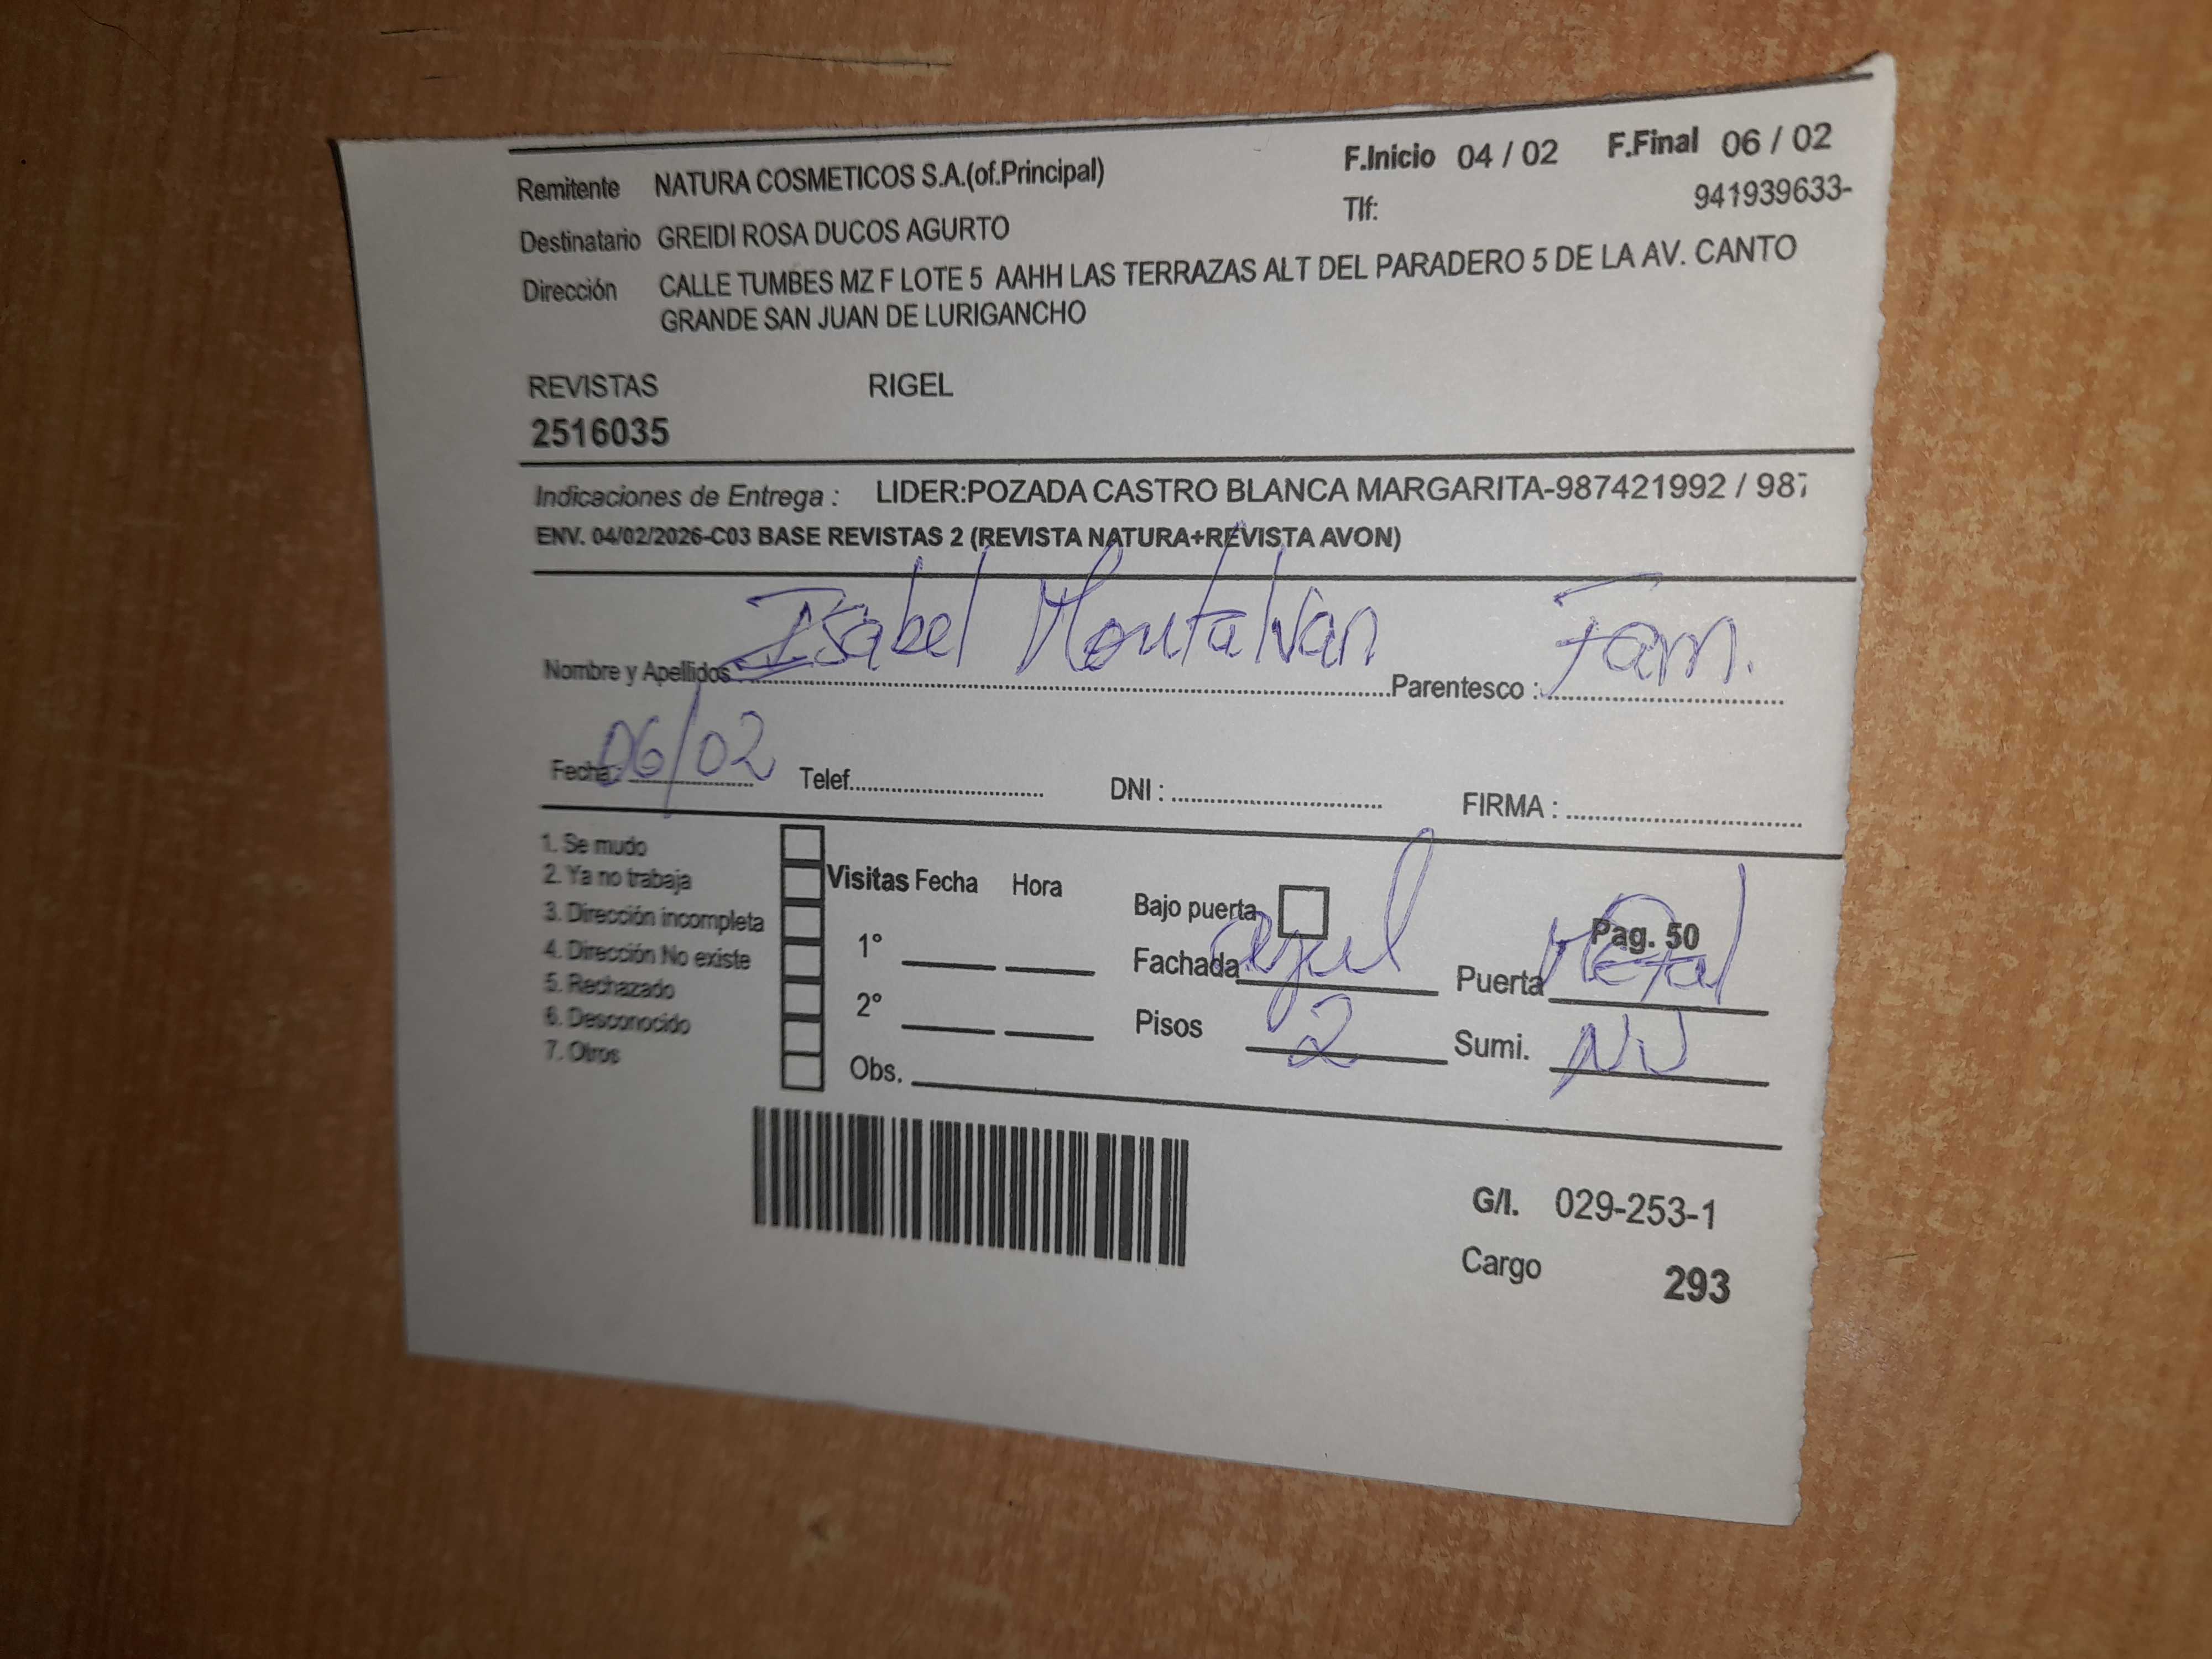 Remitente NATURA COSMETICOS S.A.(of.Principal) F.Inicio 04 / 02 F.Final 06 / 02
Destinatario GREIDI ROSA DUCOS AGURTO Tlf: 941939633-
Dirección CALLE TUMBES MZ F LOTE 5 AAHH LAS TERRAZAS ALT DEL PARADERO 5 DE LA AV. CANTO
GRANDE SAN JUAN DE LURIGANCHO
REVISTAS RIGEL
2516035
Indicaciones de Entrega : LIDER:POZADA CASTRO BLANCA MARGARITA-987421992 / 987
ENV. 04/02/2026-C03 BASE REVISTAS 2 (REVISTA NATURA+REVISTA AVON)
Nombre y Apellidos : Isabel Montalvan Parentesco : Fam.
Fecha: 06/02 Telef. DNI : FIRMA :
1. Se mudo
2. Ya no trabaja
3. Dirección incompleta
4. Dirección No existe
5. Rechazado
6. Desconocido
7. Otros
Visitas Fecha Hora
1°
2°
Obs.
Bajo puerta Pag. 50
Fachada azul Puerta Metal
Pisos 2 Sumi.
G/I. 029-253-1
Cargo 293